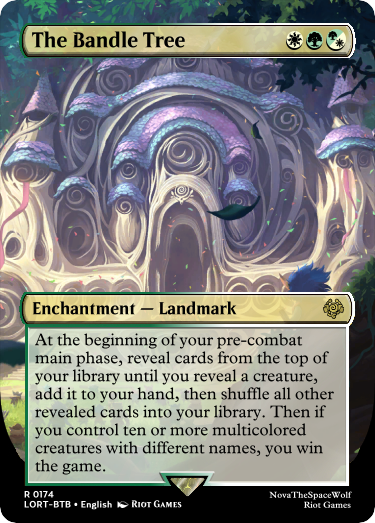 The Bandle Tree
Enchantment — Landmark
At the beginning of your pre-combat
main phase, reveal cards from the top of
your library until you reveal a creature,
add it to your hand, then shuffle all other
revealed cards into your library. Then if
you control ten or more multicolored
creatures with different names, you win
the game.
R 0174
LORT-BTB • English Riot Games
NovaTheSpaceWolf
Riot Games